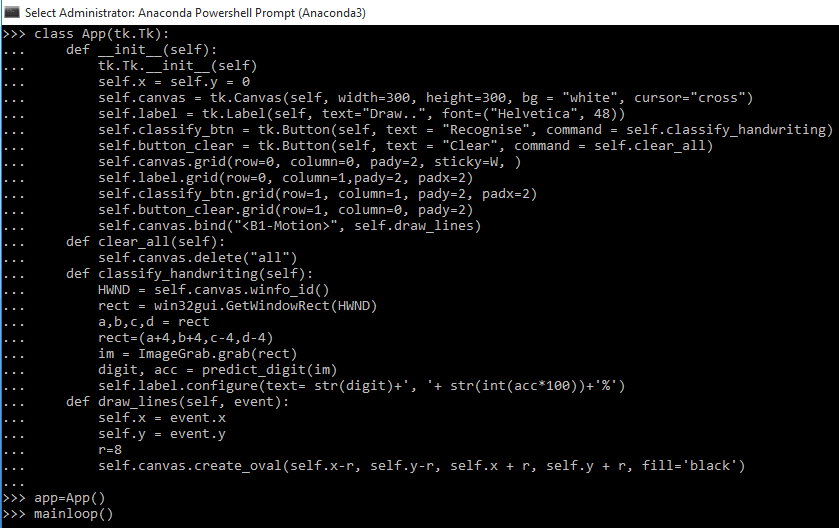 Select Administrator: Anaconda Powershell Prompt (Anaconda3)
>>> class App(tk.Tk):
...     def __init__(self):
...         tk.Tk.__init__(self)
...         self.x = self.y = 0
...         self.canvas = tk.Canvas(self, width=300, height=300, bg = "white", cursor="cross")
...         self.label = tk.Label(self, text="Draw..", font=("Helvetica", 48))
...         self.classify_btn = tk.Button(self, text = "Recognise", command = self.classify_handwriting)
...         self.button_clear = tk.Button(self, text = "Clear", command = self.clear_all)
...         self.canvas.grid(row=0, column=0, pady=2, sticky=W, )
...         self.label.grid(row=0, column=1,pady=2, padx=2)
...         self.classify_btn.grid(row=1, column=1, pady=2, padx=2)
...         self.button_clear.grid(row=1, column=0, pady=2)
...         self.canvas.bind("<B1-Motion>", self.draw_lines)
...     def clear_all(self):
...         self.canvas.delete("all")
...     def classify_handwriting(self):
...         HWND = self.canvas.winfo_id()
...         rect = win32gui.GetWindowRect(HWND)
...         a,b,c,d = rect
...         rect=(a+4,b+4,c-4,d-4)
...         im = ImageGrab.grab(rect)
...         digit, acc = predict_digit(im)
...         self.label.configure(text= str(digit)+', '+ str(int(acc*100))+'%')
...     def draw_lines(self, event):
...         self.x = event.x
...         self.y = event.y
...         r=8
...         self.canvas.create_oval(self.x-r, self.y-r, self.x + r, self.y + r, fill='black')
...
>>> app=App()
>>> mainloop()